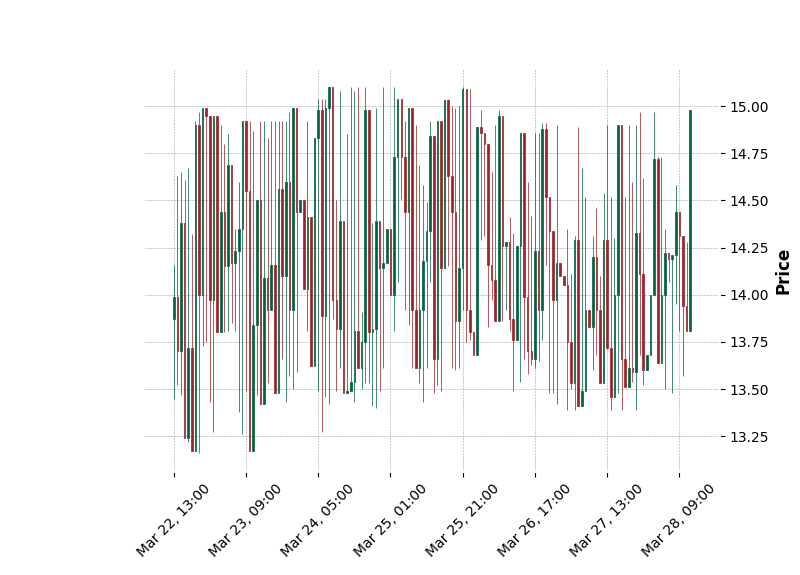 15.00
14.75
14.50
14.25
14.00
13.75
13.50
13.25
Price
Mar 22, 13:00
Mar 23, 09:00
Mar 24, 05:00
Mar 25, 01:00
Mar 25, 21:00
Mar 26, 17:00
Mar 27, 13:00
Mar 28, 09:00